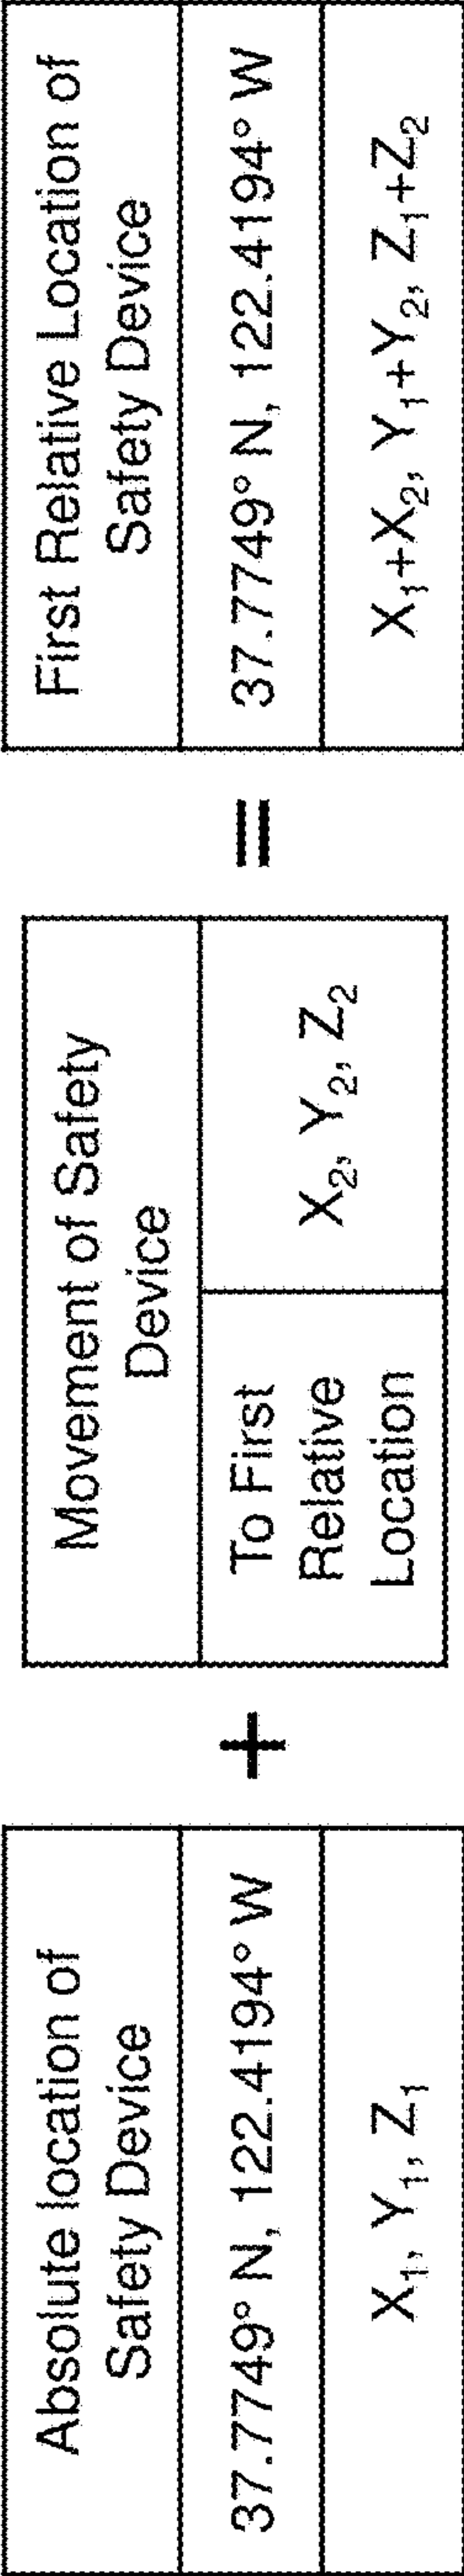 Absolute location of
Safety Device
37.7749° N, 122.4194° W
X₁, Y₁, Z₁
+
Movement of Safety
Device
To First
Relative
Location
X₂, Y₂, Z₂
=
First Relative Location of
Safety Device
37.7749° N, 122.4194° W
X₁+X₂, Y₁+Y₂, Z₁+Z₂